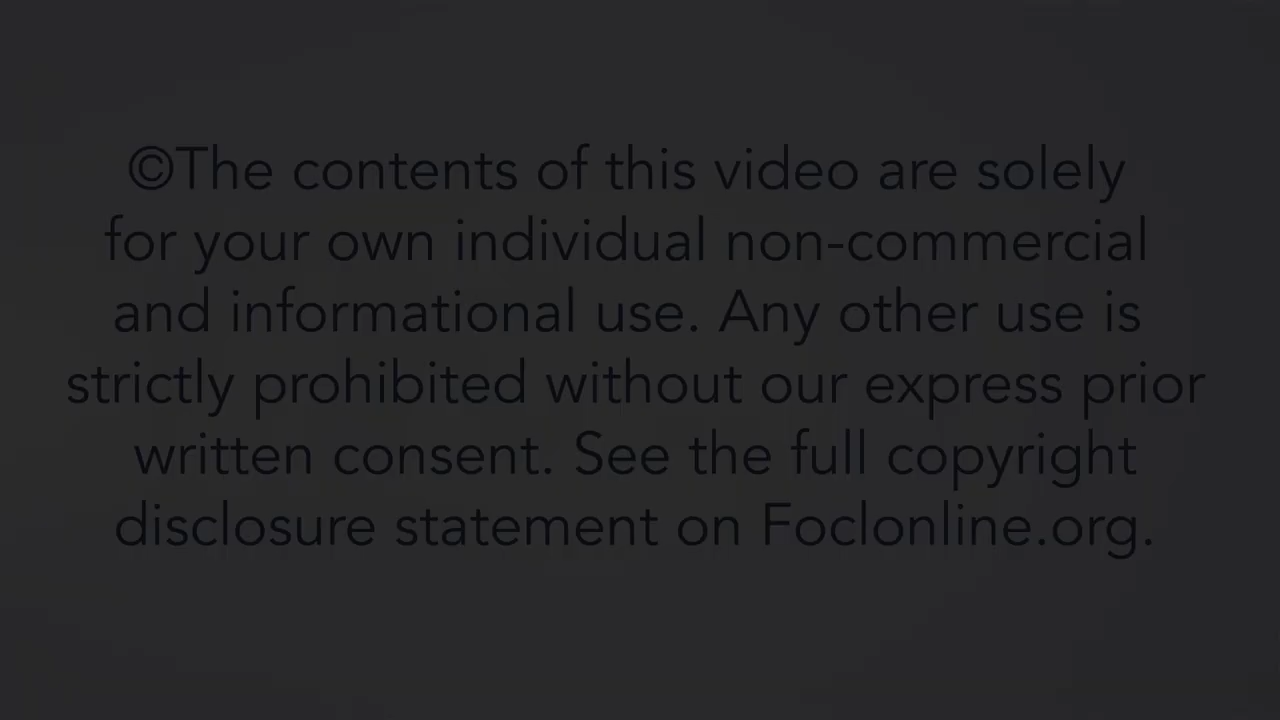 ©The contents of this video are solely
for your own individual non-commercial
and informational use. Any other use is
strictly prohibited without our express prior
written consent. See the full copyright
disclosure statement on Foclonline.org.